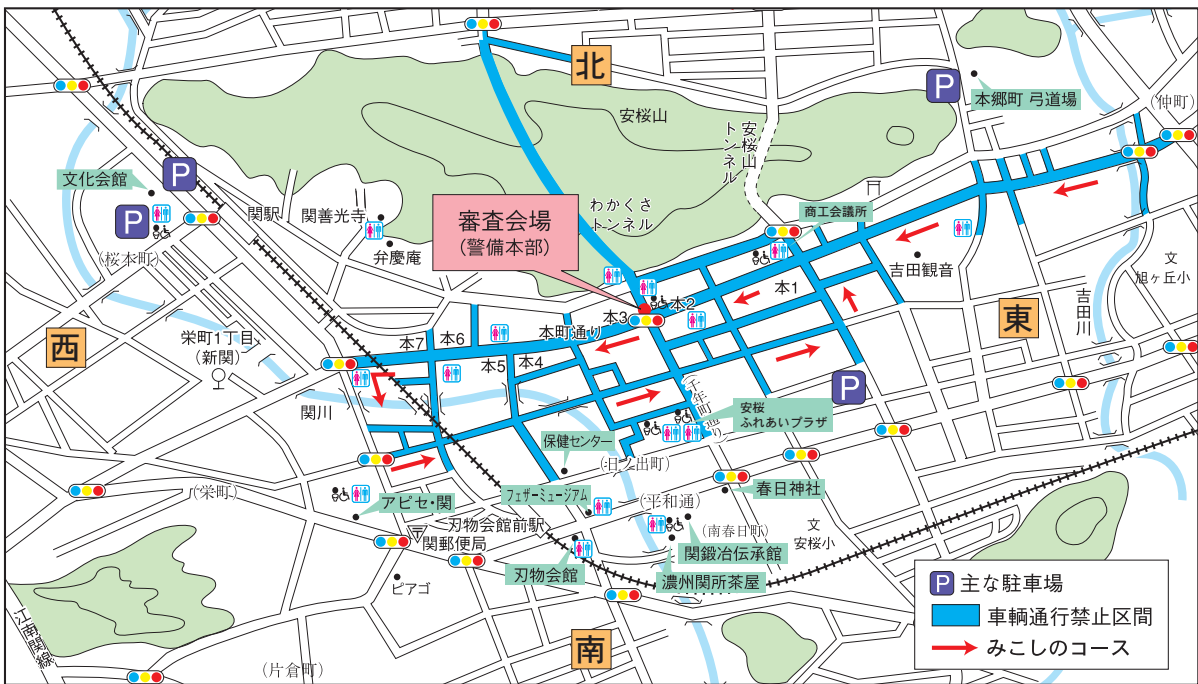 北
安桜山
P
本郷町 弓道場
(仲町)
安桜山
トンネル
文化会館
P
P
(桜本町)
関駅
関善光寺
弁慶庵
審査会場
(警備本部)
わかくさ
トンネル
商工会議所
吉田観音
文
旭ヶ丘小
吉田川
東
西
栄町1丁目
(新関)
関川
本7
本6
本5
本4
本3
本2
本1
本町通り
千年町通り
P
安桜
ふれあいプラザ
保健センター
(日ノ出町)
(栄町)
アピセ・関
フェザーミュージアム
(平和通)
春日神社
(南春日町)
文
安桜小
刃物会館前駅
関郵便局
刃物会館
関鍛冶伝承館
濃州関所茶屋
ピアゴ
江南関線
(片倉町)
南
P 主な駐車場
車輌通行禁止区間
みこしのコース